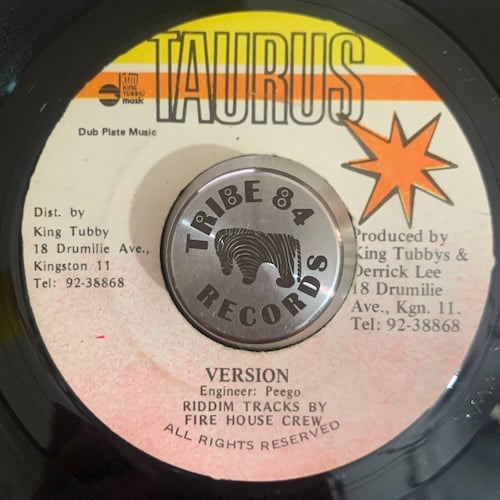 TAURUS
KTM
KING
TUBBY'S
music
Dub Plate Music
Dist. by
King Tubby
18 Drumilie Ave.,
Kingston 11
Tel: 92-38868
TRIBE 84
RECORDS
Produced by
King Tubbys &
Derrick Lee
18 Drumilie
Ave., Kgn. 11.
Tel: 92-38868
VERSION
Engineer: Peego
RIDDIM TRACKS BY
FIRE HOUSE CREW
ALL RIGHTS RESERVED